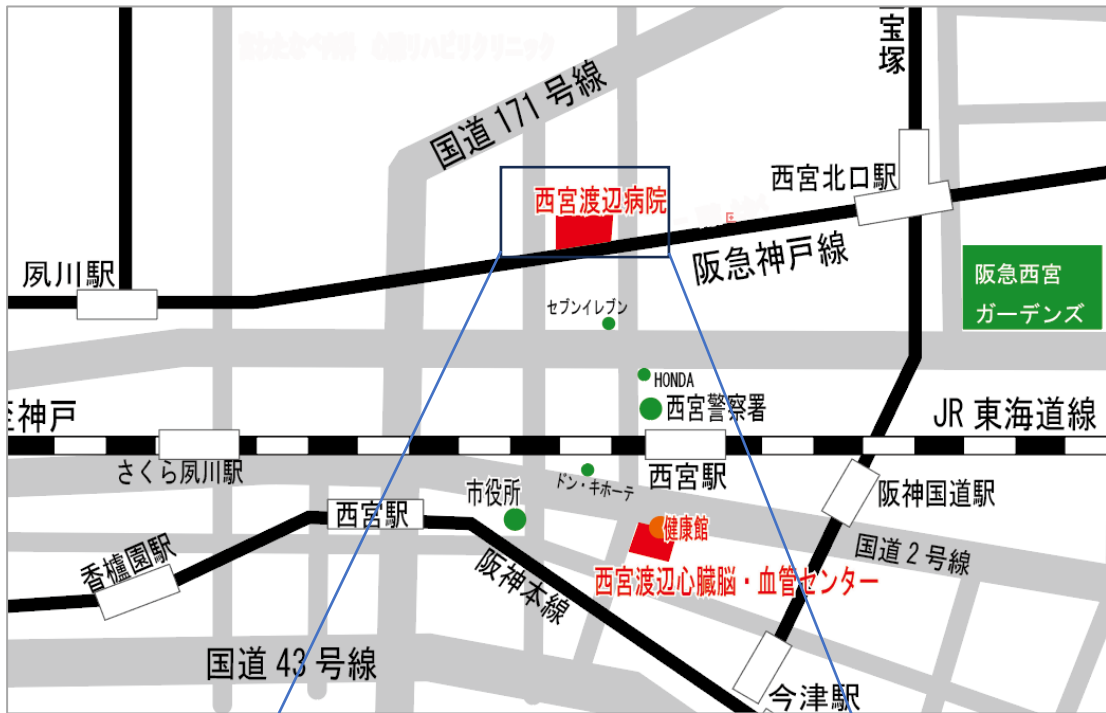 宝塚
国道 171 号線
西宮北口駅
西宮渡辺病院
阪急神戸線
夙川駅
阪急西宮
ガーデンズ
セブンイレブン
HONDA
西宮警察署
神戸
JR 東海道線
さくら夙川駅
ドン・キホーテ
西宮駅
阪神国道駅
市役所
西宮駅
健康館
国道 2 号線
香櫨園駅
阪神本線
西宮渡辺心臓脳・血管センター
国道 43 号線
今津駅